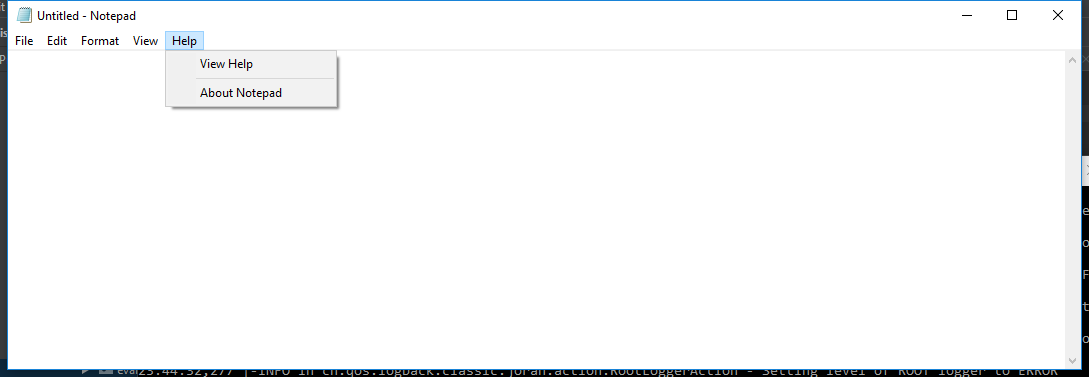 Untitled - Notepad
File Edit Format View Help
View Help
About Notepad
23:44:32,277 |-INFO in ch.qos.logback.classic.joran.action.RootLoggerAction - Setting level of ROOT logger to ERROR